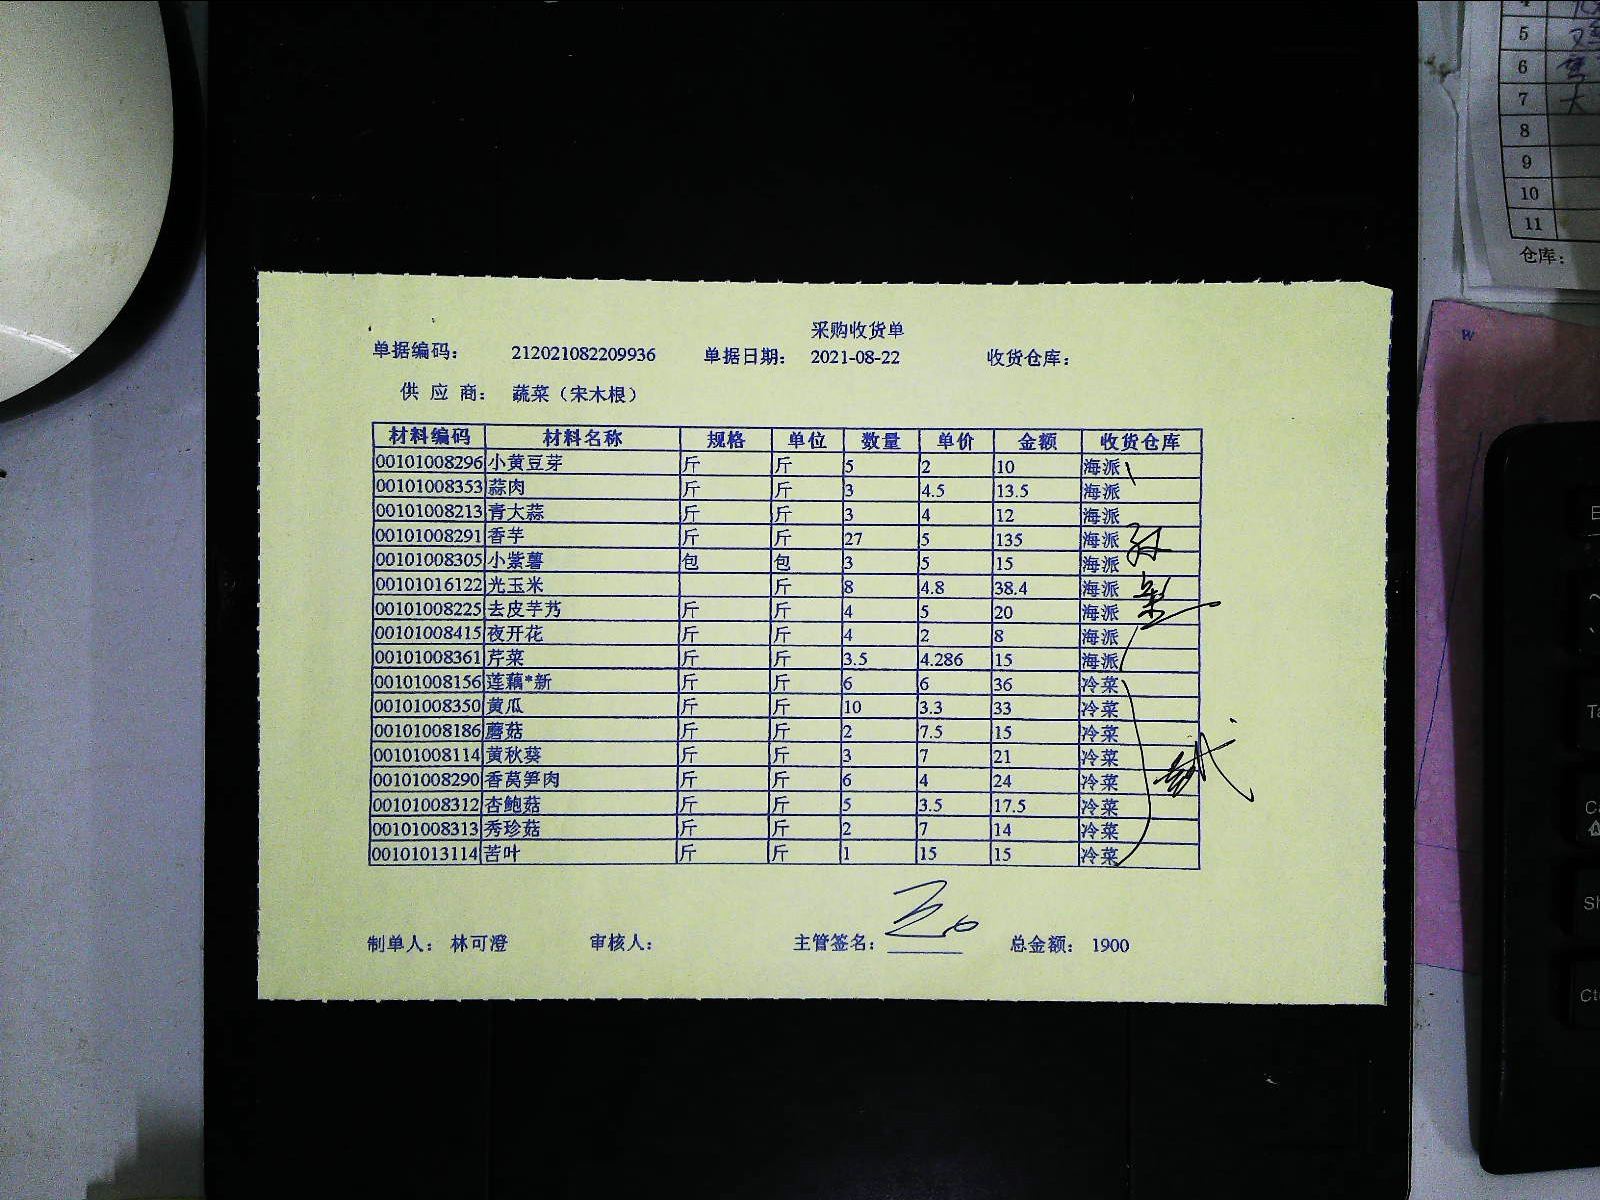 采购收货单
单据编码: 212021082209936 单据日期: 2021-08-22 收货仓库:
供 应 商: 蔬菜（宋木根）
材料编码 材料名称 规格 单位 数量 单价 金额 收货仓库
00101008296 小黄豆芽 斤 斤 5 2 10 海派
00101008353 蒜肉 斤 斤 3 4.5 13.5 海派
00101008213 青大蒜 斤 斤 3 4 12 海派
00101008291 香芋 斤 斤 27 5 135 海派
00101008305 小紫薯 包 包 3 5 15 海派
00101016122 光玉米 斤 8 4.8 38.4 海派
00101008225 去皮芋艿 斤 斤 4 5 20 海派
00101008415 夜开花 斤 斤 4 2 8 海派
00101008361 芹菜 斤 斤 3.5 4.286 15 海派
00101008156 莲藕*新 斤 斤 6 6 36 冷菜
00101008350 黄瓜 斤 斤 10 3.3 33 冷菜
00101008186 蘑菇 斤 斤 2 7.5 15 冷菜
00101008114 黄秋葵 斤 斤 3 7 21 冷菜
00101008290 香莴笋肉 斤 斤 6 4 24 冷菜
00101008312 杏鲍菇 斤 斤 5 3.5 17.5 冷菜
00101008313 秀珍菇 斤 斤 2 7 14 冷菜
00101013114 苦叶 斤 斤 1 15 15 冷菜
制单人: 林可澄 审核人: 主管签名: 总金额: 1900
5
6
7
8
9
10
11
仓库: